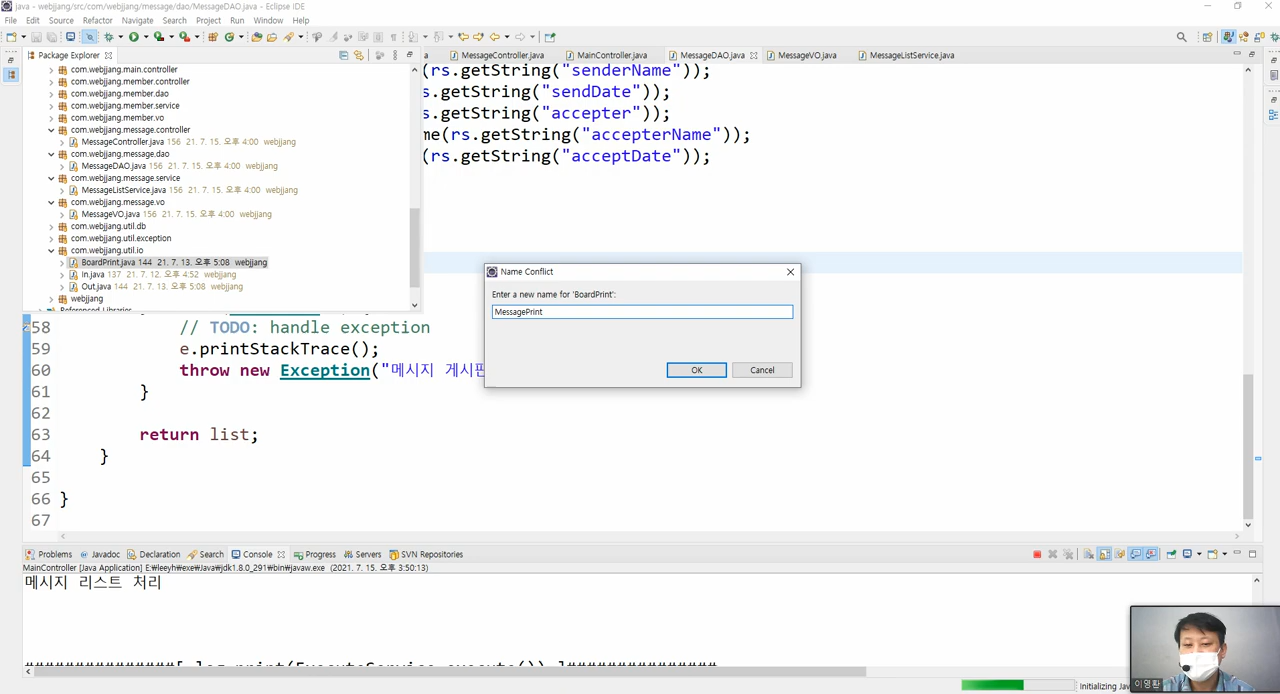 java - webjjang/src/com/webjjang/message/dao/MessageDAO.java - Eclipse IDE
File Edit Source Refactor Navigate Search Project Run Window Help
Package Explorer
a MessageController.java MainController.java MessageDAO.java MessageVO.java MessageListService.java
com.webjjang.main.controller
com.webjjang.member.controller
com.webjjang.member.dao
com.webjjang.member.service
com.webjjang.member.vo
com.webjjang.message.controller
MessageController.java 156 21. 7. 15. 오후 4:00 webjjang
com.webjjang.message.dao
MessageDAO.java 156 21. 7. 15. 오후 4:00 webjjang
com.webjjang.message.service
MessageListService.java 156 21. 7. 15. 오후 4:00 webjjang
com.webjjang.message.vo
MessageVO.java 156 21. 7. 15. 오후 4:00 webjjang
com.webjjang.util.db
com.webjjang.util.exception
com.webjjang.util.io
BoardPrint.java 144 21. 7. 13. 오후 5:08 webjjang
In.java 137 21. 7. 12. 오후 4:52 webjjang
Out.java 144 21. 7. 13. 오후 5:08 webjjang
webjjang
Referenced Libraries
(rs.getString("senderName"));
s.getString("sendDate"));
s.getString("accepter"));
me(rs.getString("accepterName"));
(rs.getString("acceptDate"));
Name Conflict
Enter a new name for 'BoardPrint':
MessagePrint
OK Cancel
58 // TODO: handle exception
59 e.printStackTrace();
60 throw new Exception("메시지 게시판
61 }
62
63 return list;
64 }
65
66 }
67
Problems Javadoc Declaration Search Console Progress Servers SVN Repositories
MainController [Java Application] E:\leeyh\exe\Java\jdk1.8.0_291\bin\javaw.exe (2021. 7. 15. 오후 3:50:13)
메시지 리스트 처리
###############[ log print(ExecuteService.execute()) ]###############
Initializing Jav
이영환